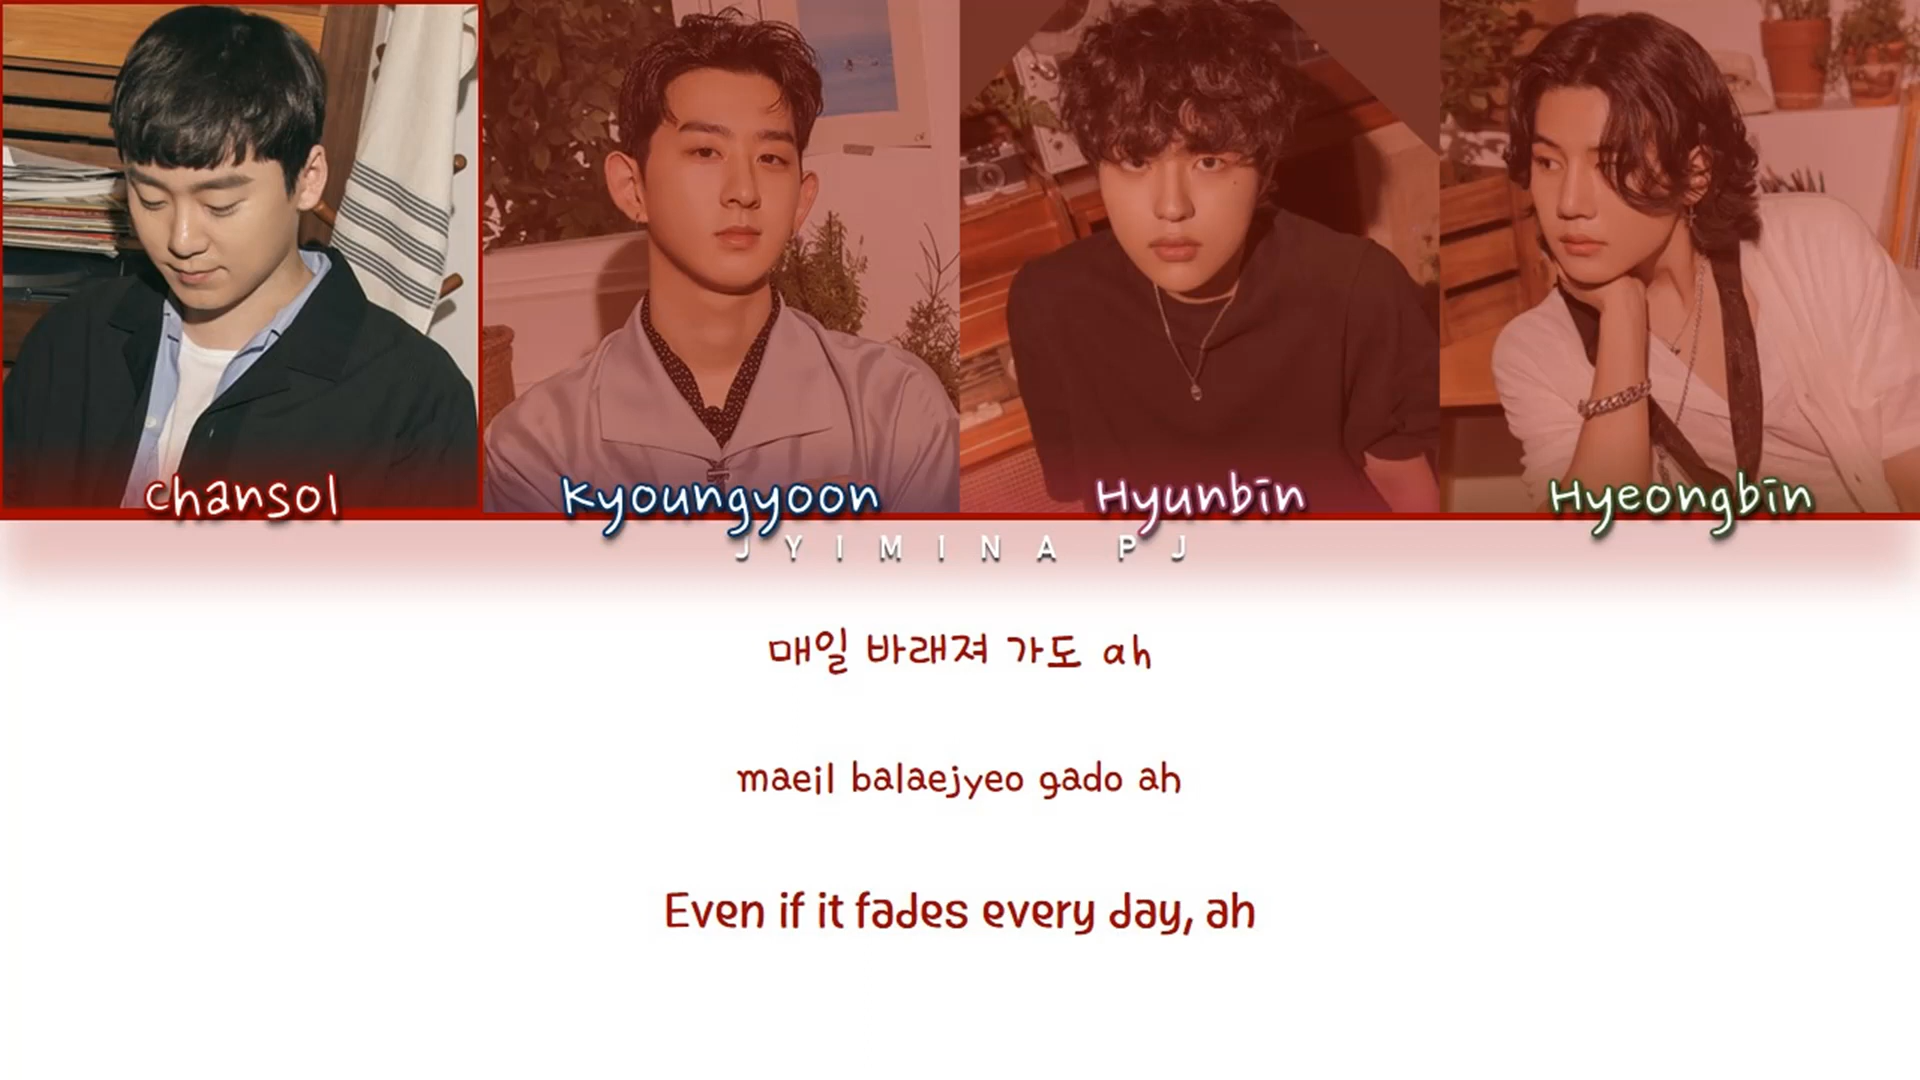 Chansol Kyoungyoon Hyunbin Hyeongbin
JYIMINA PJ
매일 바래져 가도 ah
maeil balaejyeo gado ah
Even if it fades every day, ah